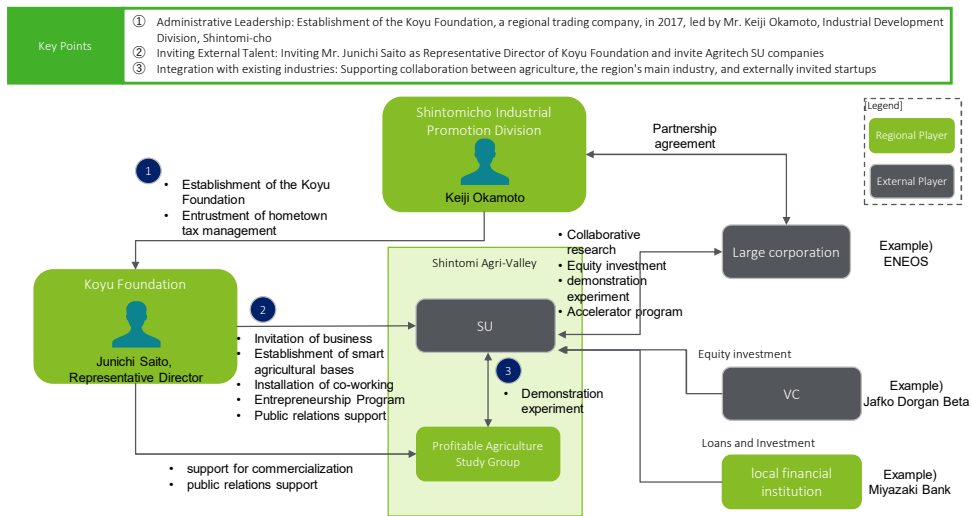 Key Points
① Administrative Leadership: Establishment of the Koyu Foundation, a regional trading company, in 2017, led by Mr. Keiji Okamoto, Industrial Development
Division, Shintomi-cho
② Inviting External Talent: Inviting Mr. Junichi Saito as Representative Director of Koyu Foundation and invite Agritech SU companies
③ Integration with existing industries: Supporting collaboration between agriculture, the region's main industry, and externally invited startups
[Legend]
Regional Player
External Player
Shintomicho Industrial
Promotion Division
Keiji Okamoto
Partnership
agreement
1
• Establishment of the Koyu
Foundation
• Entrustment of hometown
tax management
Shintomi Agri-Valley
• Collaborative
research
• Equity investment
• demonstration
experiment
• Accelerator program
Large corporation
Example)
ENEOS
Koyu Foundation
Junichi Saito,
Representative Director
2
• Invitation of business
• Establishment of smart
agricultural bases
• Installation of co-working
• Entrepreneurship Program
• Public relations support
SU
3
• Demonstration
experiment
Equity investment
VC
Example)
Jafko Dorgan Beta
Profitable Agriculture
Study Group
• support for commercialization
• public relations support
Loans and Investment
local financial
institution
Example)
Miyazaki Bank